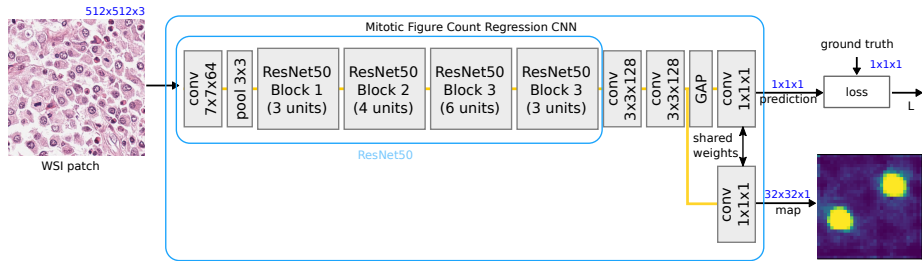 512x512x3
WSI patch
Mitotic Figure Count Regression CNN
conv
7x7x64
pool 3x3
ResNet50
Block 1
(3 units)
ResNet50
Block 2
(4 units)
ResNet50
Block 3
(6 units)
ResNet50
Block 3
(3 units)
ResNet50
conv
3x3x128
conv
3x3x128
GAP
conv
1x1x1
shared
weights
conv
1x1x1
1x1x1
prediction
ground truth
1x1x1
loss
L
32x32x1
map